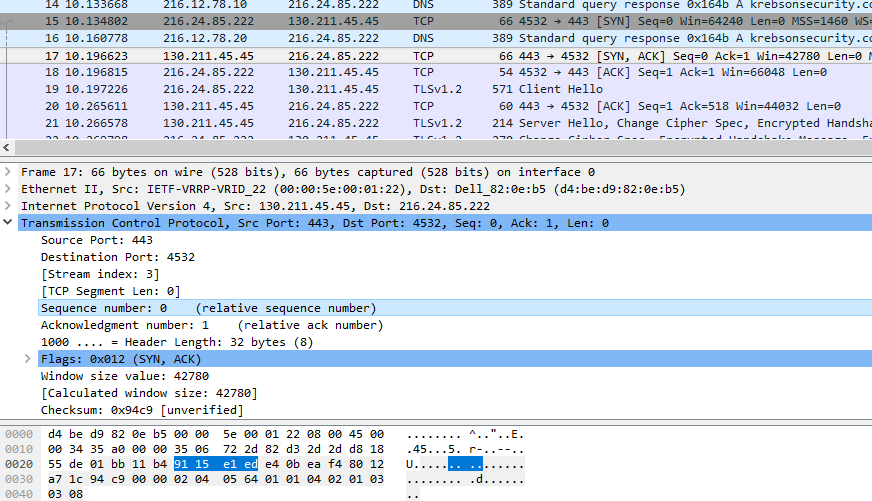 14 10.133668 216.12.78.10 216.24.85.222 DNS 389 Standard query response 0x164b A krebsonsecurity.co
15 10.134802 216.24.85.222 130.211.45.45 TCP 66 4532 → 443 [SYN] Seq=0 Win=64240 Len=0 MSS=1460 WS=
16 10.160778 216.12.78.20 216.24.85.222 DNS 389 Standard query response 0x164b A krebsonsecurity.co
17 10.196623 130.211.45.45 216.24.85.222 TCP 66 443 → 4532 [SYN, ACK] Seq=0 Ack=1 Win=42780 Len=0 M
18 10.196815 216.24.85.222 130.211.45.45 TCP 54 4532 → 443 [ACK] Seq=1 Ack=1 Win=66048 Len=0
19 10.197226 216.24.85.222 130.211.45.45 TLSv1.2 571 Client Hello
20 10.265611 130.211.45.45 216.24.85.222 TCP 60 443 → 4532 [ACK] Seq=1 Ack=518 Win=44032 Len=0
21 10.266578 130.211.45.45 216.24.85.222 TLSv1.2 214 Server Hello, Change Cipher Spec, Encrypted Handsha
Frame 17: 66 bytes on wire (528 bits), 66 bytes captured (528 bits) on interface 0
Ethernet II, Src: IETF-VRRP-VRID_22 (00:00:5e:00:01:22), Dst: Dell_82:0e:b5 (d4:be:d9:82:0e:b5)
Internet Protocol Version 4, Src: 130.211.45.45, Dst: 216.24.85.222
Transmission Control Protocol, Src Port: 443, Dst Port: 4532, Seq: 0, Ack: 1, Len: 0
Source Port: 443
Destination Port: 4532
[Stream index: 3]
[TCP Segment Len: 0]
Sequence number: 0 (relative sequence number)
Acknowledgment number: 1 (relative ack number)
1000 .... = Header Length: 32 bytes (8)
Flags: 0x012 (SYN, ACK)
Window size value: 42780
[Calculated window size: 42780]
Checksum: 0x94c9 [unverified]
0000 d4 be d9 82 0e b5 00 00 5e 00 01 22 08 00 45 00 ........ ^.."..E.
0010 00 34 35 a0 00 00 35 06 72 2d 82 d3 2d 2d d8 18 .45...5. r-..--..
0020 55 de 01 bb 11 b4 91 15 e1 ed e4 0b ea f4 80 12 U....... ........
0030 a7 1c 94 c9 00 00 02 04 05 64 01 01 04 02 01 03 ........ .d......
0040 03 08 ..